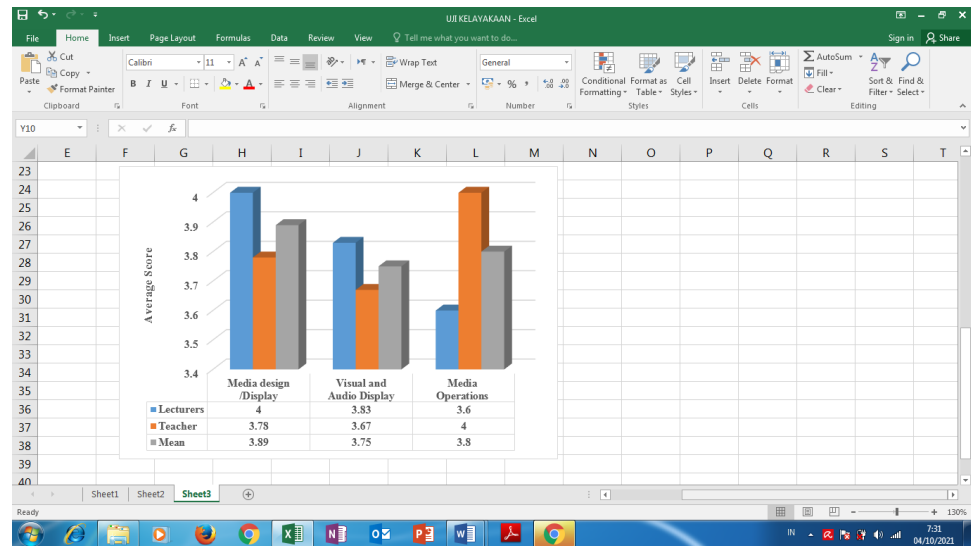 UJI KELAYAKAAN - Excel
File Home Insert Page Layout Formulas Data Review View Tell me what you want to do... Sign in Share
Paste Cut Copy Format Painter
Calibri 11 A A B I U A
Wrap Text Merge & Center
General % ,
Conditional Formatting Format as Table Cell Styles
Insert Delete Format
AutoSum Fill Clear Sort & Filter Find & Select
Clipboard Font Alignment Number Styles Cells Editing
Y10 fx
E F G H I J K L M N O P Q R S T
23
24
25
26
27
28
29
30
31
32
33
34
35
36
37
38
39
40
Average Score
4
3.9
3.8
3.7
3.6
3.5
3.4
Media design Visual and Media
/Display Audio Display Operations
Lecturers 4 3.83 3.6
Teacher 3.78 3.67 4
Mean 3.89 3.75 3.8
Sheet1 Sheet2 Sheet3
Ready 130%
IN 7:31
04/10/2021